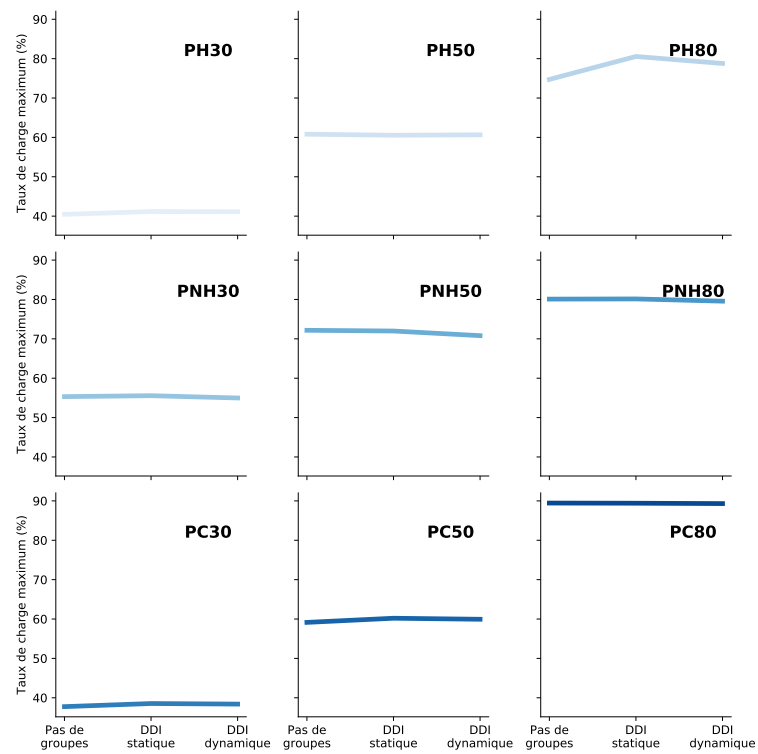 PH30
PH50
PH80
Taux de charge maximum (%)
90
80
70
60
50
40
PNH30
PNH50
PNH80
Taux de charge maximum (%)
90
80
70
60
50
40
PC30
PC50
PC80
Taux de charge maximum (%)
90
80
70
60
50
40
Pas de
groupes
DDI
statique
DDI
dynamique
Pas de
groupes
DDI
statique
DDI
dynamique
Pas de
groupes
DDI
statique
DDI
dynamique